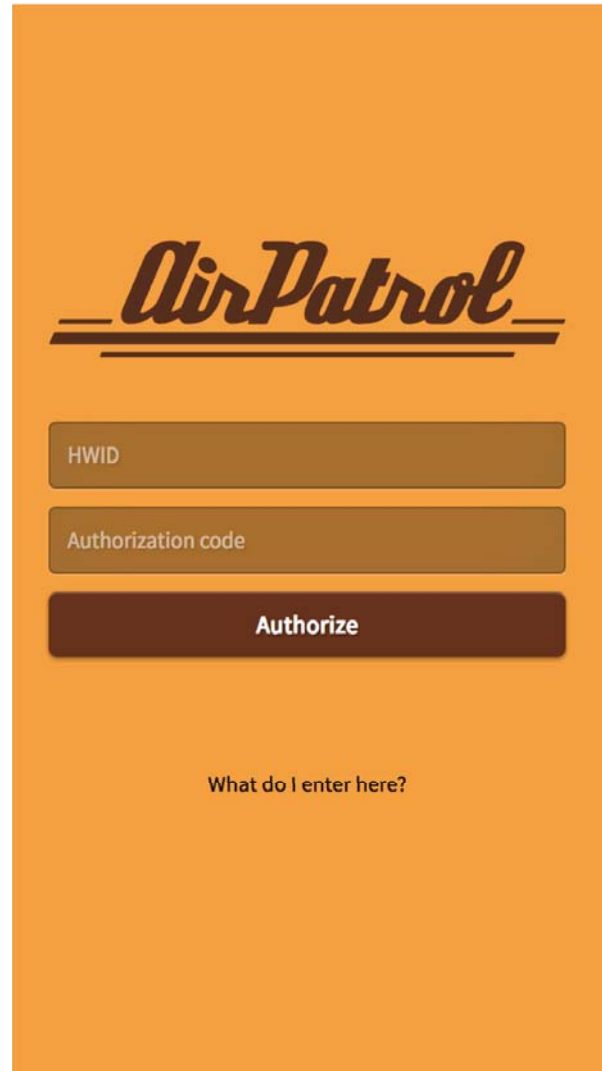 AirPatrol
HWID
Authorization code
Authorize
What do I enter here?